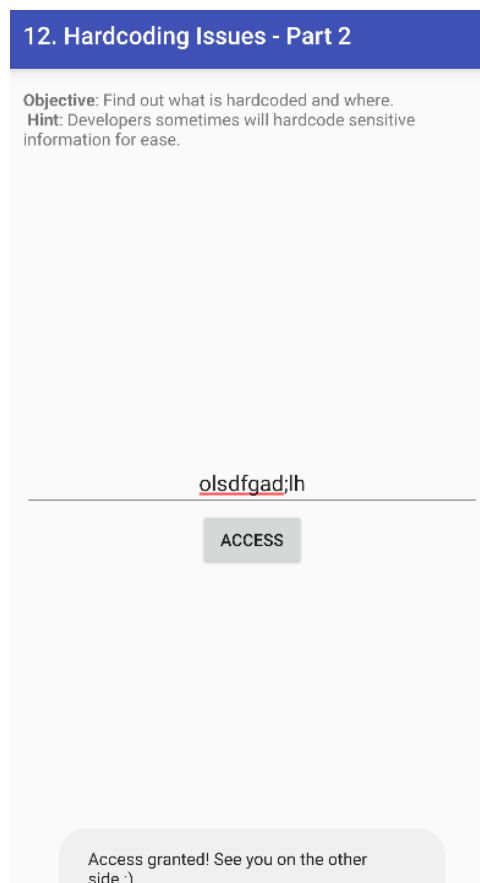 12. Hardcoding Issues - Part 2
Objective: Find out what is hardcoded and where.
Hint: Developers sometimes will hardcode sensitive
information for ease.
olsdfgad;lh
ACCESS
Access granted! See you on the other
side :)